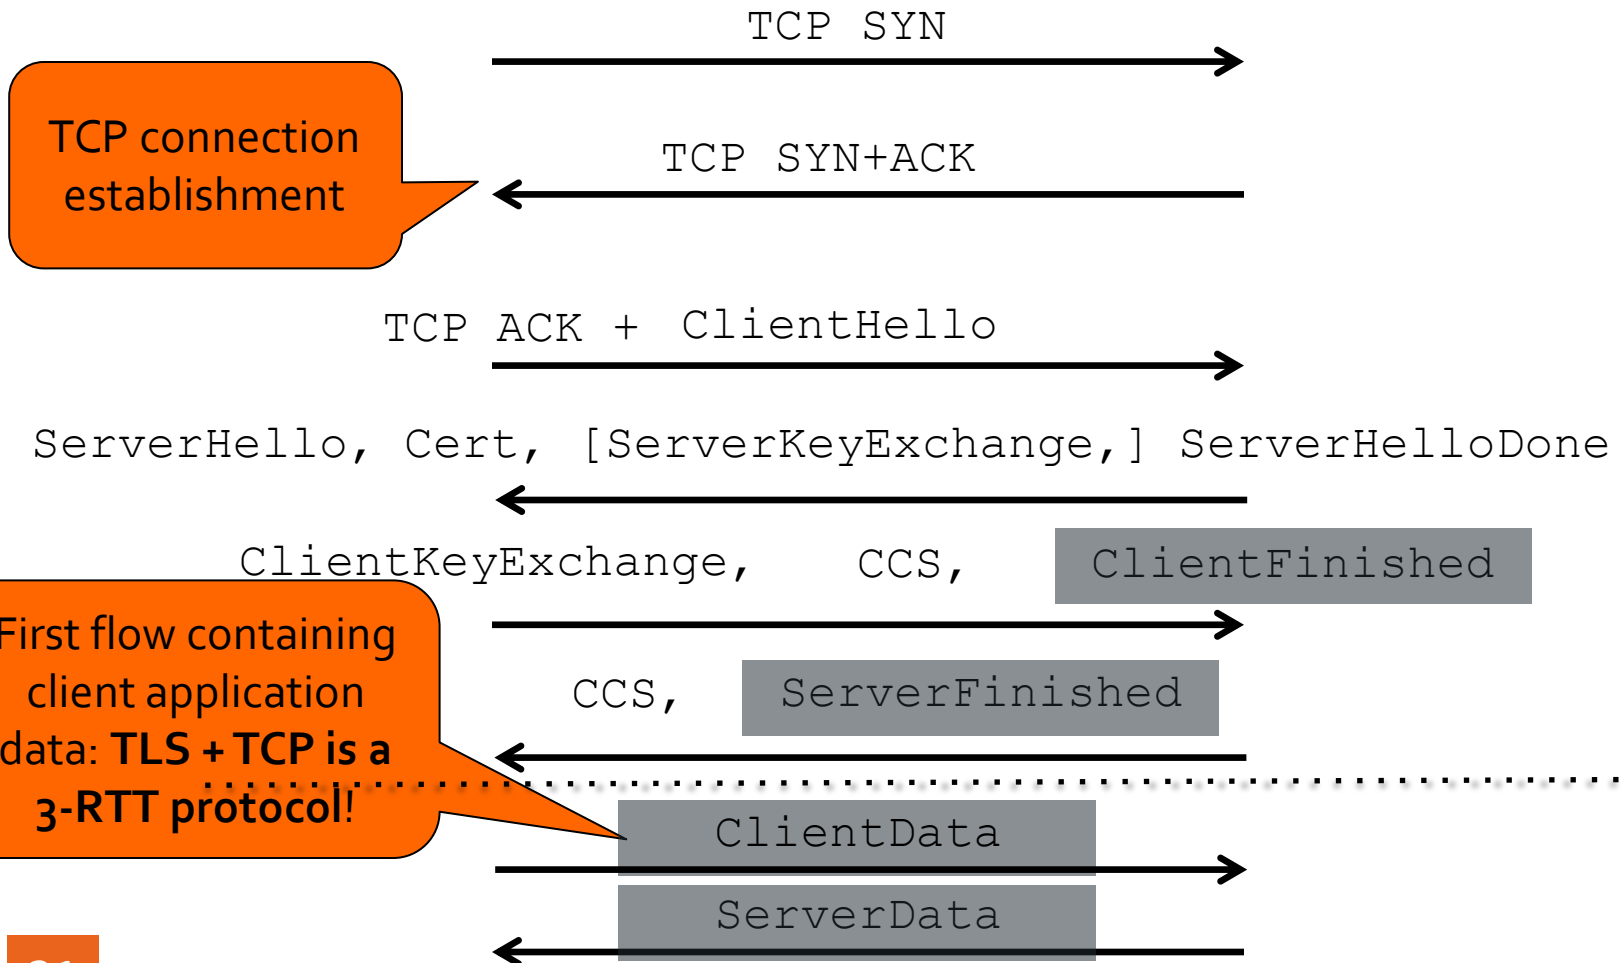 TCP SYN
TCP connection
establishment
TCP SYN+ACK
TCP ACK + ClientHello
ServerHello, Cert, [ServerKeyExchange,] ServerHelloDone
ClientKeyExchange, CCS, ClientFinished
First flow containing
client application
data: TLS + TCP is a
3-RTT protocol!
CCS, ServerFinished
ClientData
ServerData